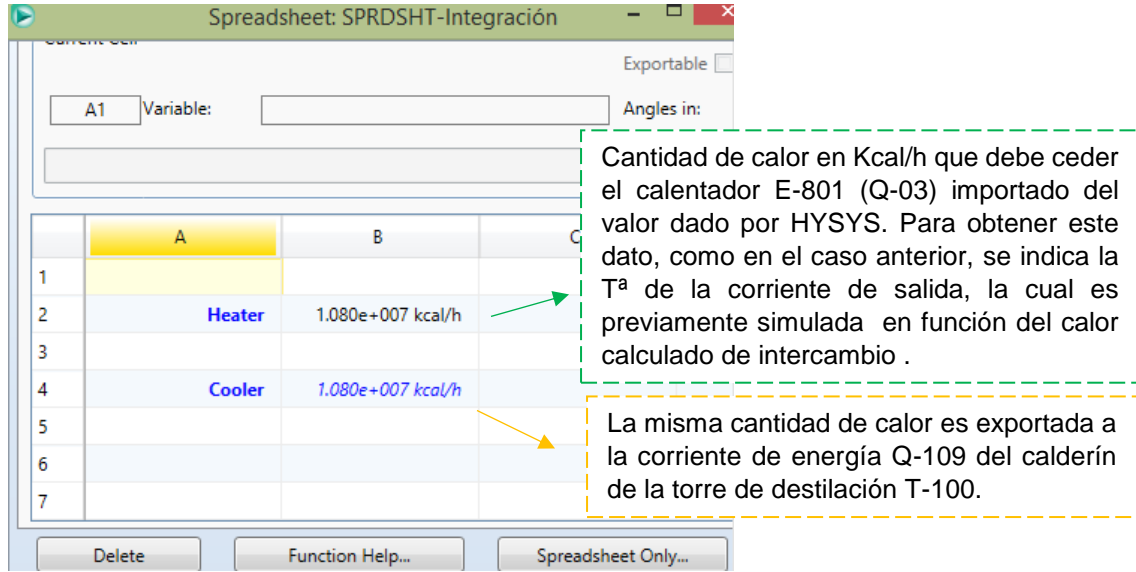 Spreadsheet: SPRDSHT-Integración
Current Cell
Exportable
A1 Variable:
Angles in:
A B C
1
2 Heater 1.080e+007 kcal/h
3
4 Cooler 1.080e+007 kcal/h
5
6
7
Delete Function Help... Spreadsheet Only...
Cantidad de calor en Kcal/h que debe ceder
el calentador E-801 (Q-03) importado del
valor dado por HYSYS. Para obtener este
dato, como en el caso anterior, se indica la
Tª de la corriente de salida, la cual es
previamente simulada en función del calor
calculado de intercambio .
La misma cantidad de calor es exportada a
la corriente de energía Q-109 del calderín
de la torre de destilación T-100.